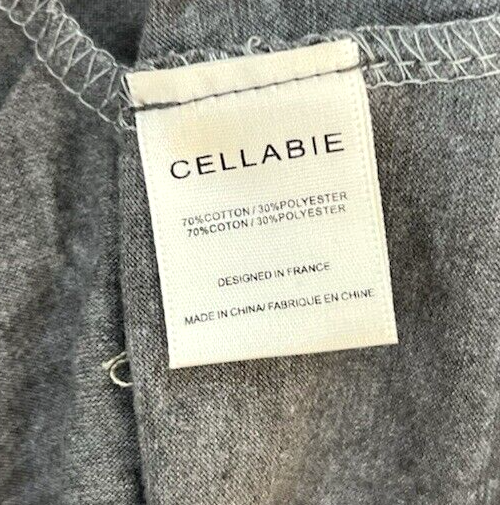 CELLABIE
70%COTTON/30%POLYESTER
70%COTON/30%POLYESTER
DESIGNED IN FRANCE
MADE IN CHINA/ FABRIQUE EN CHINE